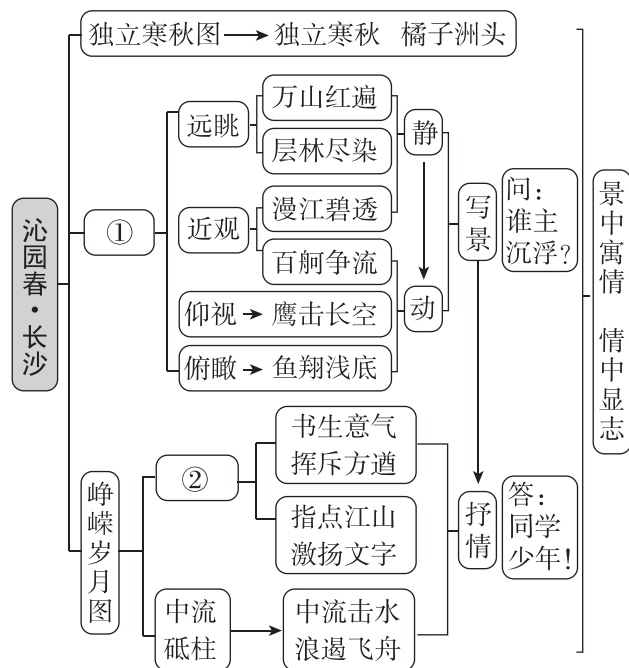 沁园春·长沙
独立寒秋图
独立寒秋 橘子洲头
①
远眺
万山红遍
层林尽染
近观
漫江碧透
百舸争流
仰视
鹰击长空
俯瞰
鱼翔浅底
静
动
写景
问：
谁主
沉浮？
峥嵘岁月图
②
书生意气
挥斥方遒
指点江山
激扬文字
中流
砥柱
中流击水
浪遏飞舟
抒情
答：
同学
少年！
景中寓情 情中显志